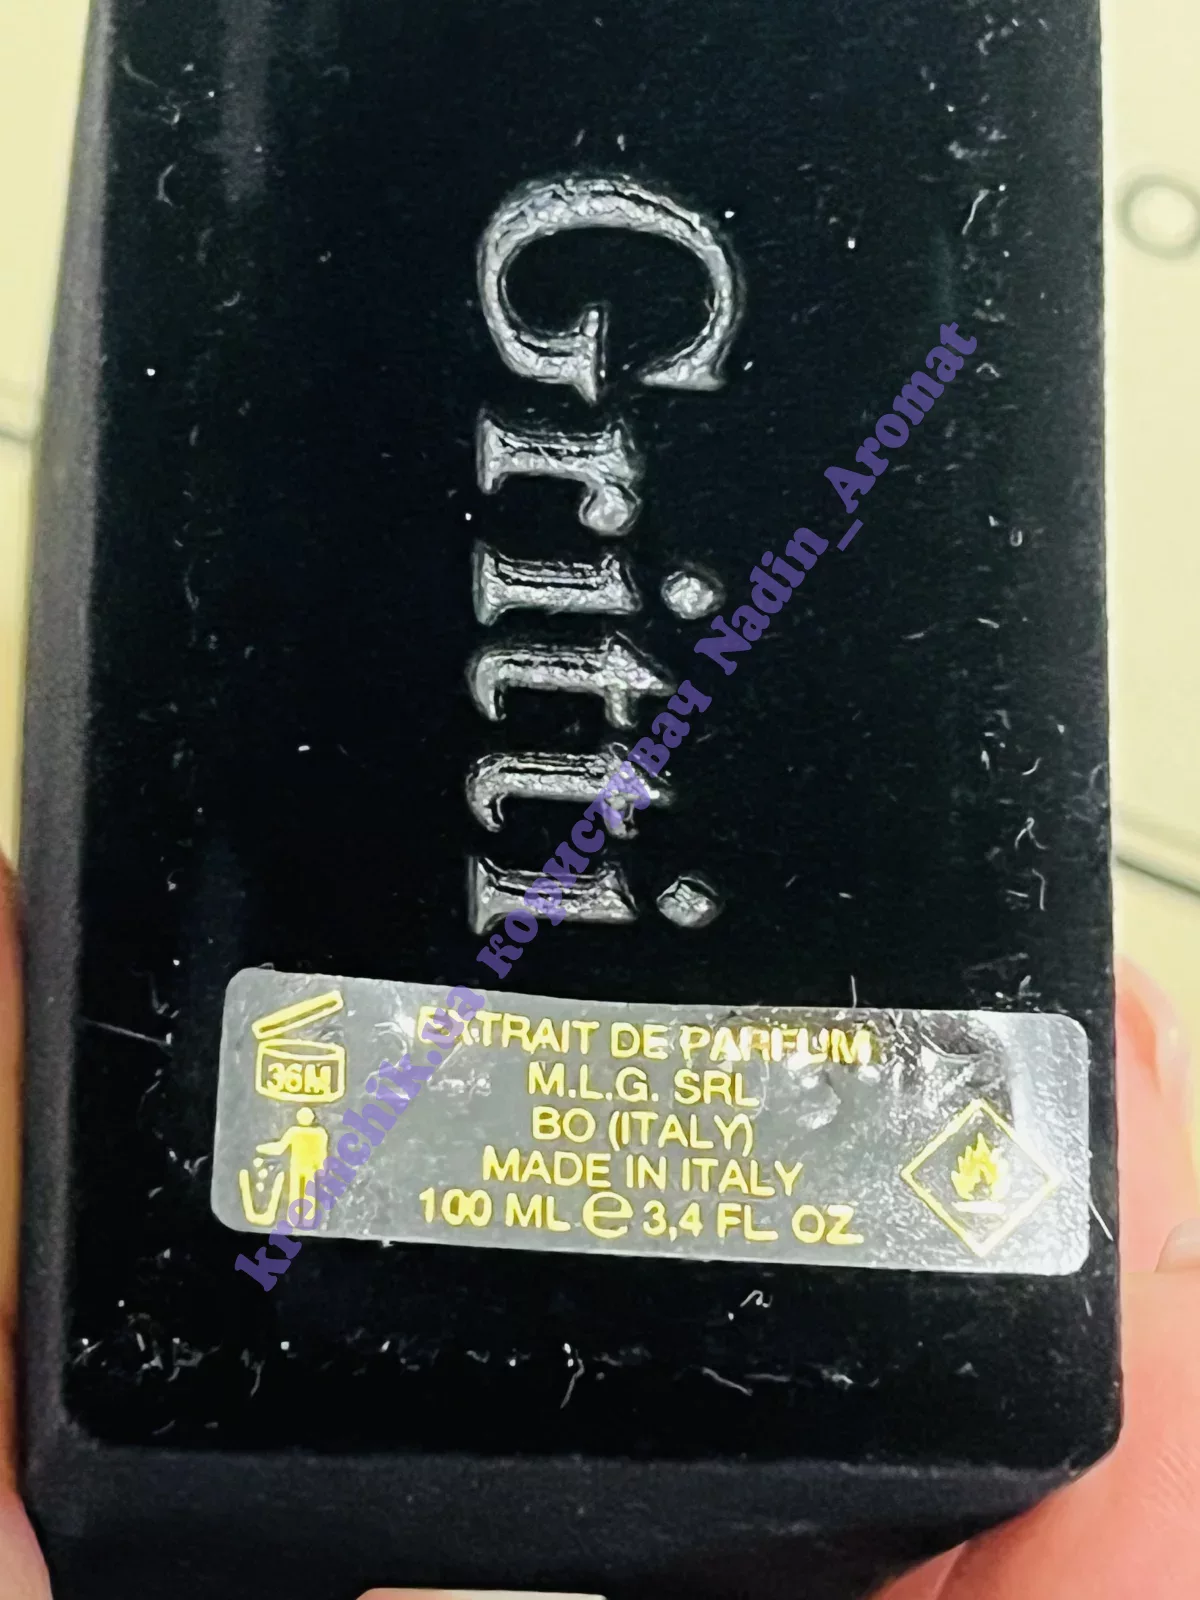 Gritti
36M
EXTRAIT DE PARFUM
M.L.G. SRL
BO (ITALY)
MADE IN ITALY
100 ML e 3,4 FL OZ
kremchik.ua користувач Nadin_Aromat